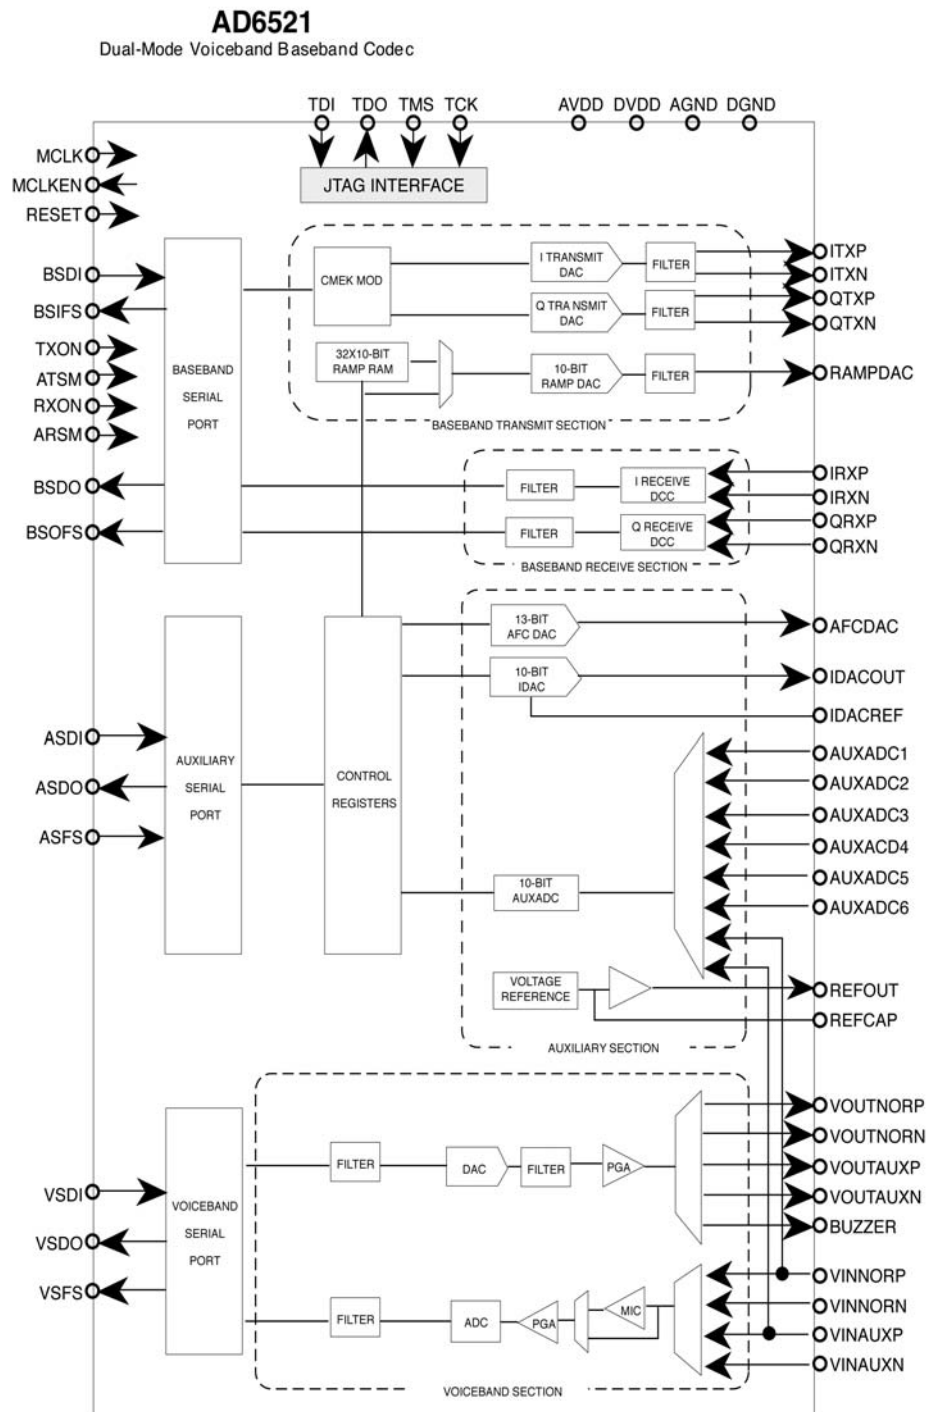 AD6521
Dual-Mode Voiceband Baseband Codec
TDI TDO TMS TCK AVDD DVDD AGND DGND
MCLK
MCLKEN
RESET
JTAG INTERFACE
BSDI
BSIFS
TXON
ATSM
RXON
ARSM
BSDO
BSOFS
BASEBAND
SERIAL
PORT
CMEK MOD
I TRANSMIT
DAC
FILTER
Q TRANSMIT
DAC
FILTER
32X10-BIT
RAMP RAM
10-BIT
RAMP DAC
FILTER
BASEBAND TRANSMIT SECTION
ITXP
ITXN
QTXP
QTXN
RAMPDAC
FILTER
I RECEIVE
DCC
FILTER
Q RECEIVE
DCC
BASEBAND RECEIVE SECTION
IRXP
IRXN
QRXP
QRXN
ASDI
ASDO
ASFS
AUXILIARY
SERIAL
PORT
CONTROL
REGISTERS
13-BIT
AFC DAC
10-BIT
IDAC
10-BIT
AUXADC
VOLTAGE
REFERENCE
AUXILIARY SECTION
AFCDAC
IDACOUT
IDACREF
AUXADC1
AUXADC2
AUXADC3
AUXACD4
AUXADC5
AUXADC6
REFOUT
REFCAP
VSDI
VSDO
VSFS
VOICEBAND
SERIAL
PORT
FILTER
DAC
FILTER
PGA
FILTER
ADC
PGA
MIC
VOICEBAND SECTION
VOUTNORP
VOUTNORN
VOUTAUXP
VOUTAUXN
BUZZER
VINNORP
VINNORN
VINAUXP
VINAUXN